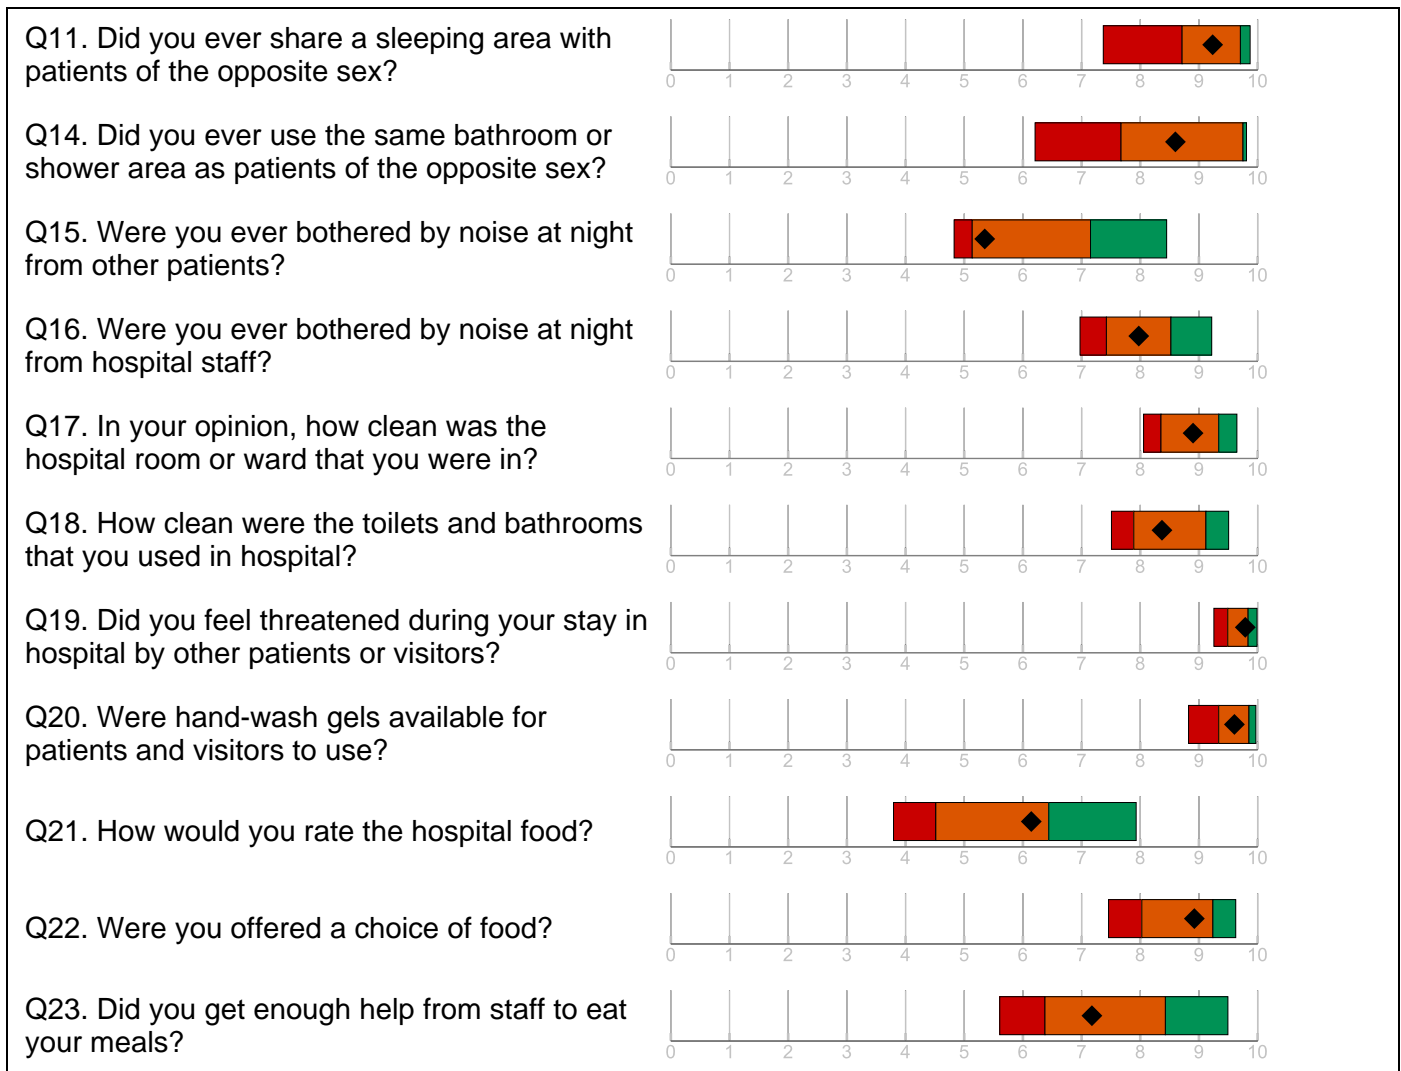 Q11. Did you ever share a sleeping area with
patients of the opposite sex?
0 1 2 3 4 5 6 7 8 9 10
Q14. Did you ever use the same bathroom or
shower area as patients of the opposite sex?
0 1 2 3 4 5 6 7 8 9 10
Q15. Were you ever bothered by noise at night
from other patients?
0 1 2 3 4 5 6 7 8 9 10
Q16. Were you ever bothered by noise at night
from hospital staff?
0 1 2 3 4 5 6 7 8 9 10
Q17. In your opinion, how clean was the
hospital room or ward that you were in?
0 1 2 3 4 5 6 7 8 9 10
Q18. How clean were the toilets and bathrooms
that you used in hospital?
0 1 2 3 4 5 6 7 8 9 10
Q19. Did you feel threatened during your stay in
hospital by other patients or visitors?
0 1 2 3 4 5 6 7 8 9 10
Q20. Were hand-wash gels available for
patients and visitors to use?
0 1 2 3 4 5 6 7 8 9 10
Q21. How would you rate the hospital food?
0 1 2 3 4 5 6 7 8 9 10
Q22. Were you offered a choice of food?
0 1 2 3 4 5 6 7 8 9 10
Q23. Did you get enough help from staff to eat
your meals?
0 1 2 3 4 5 6 7 8 9 10